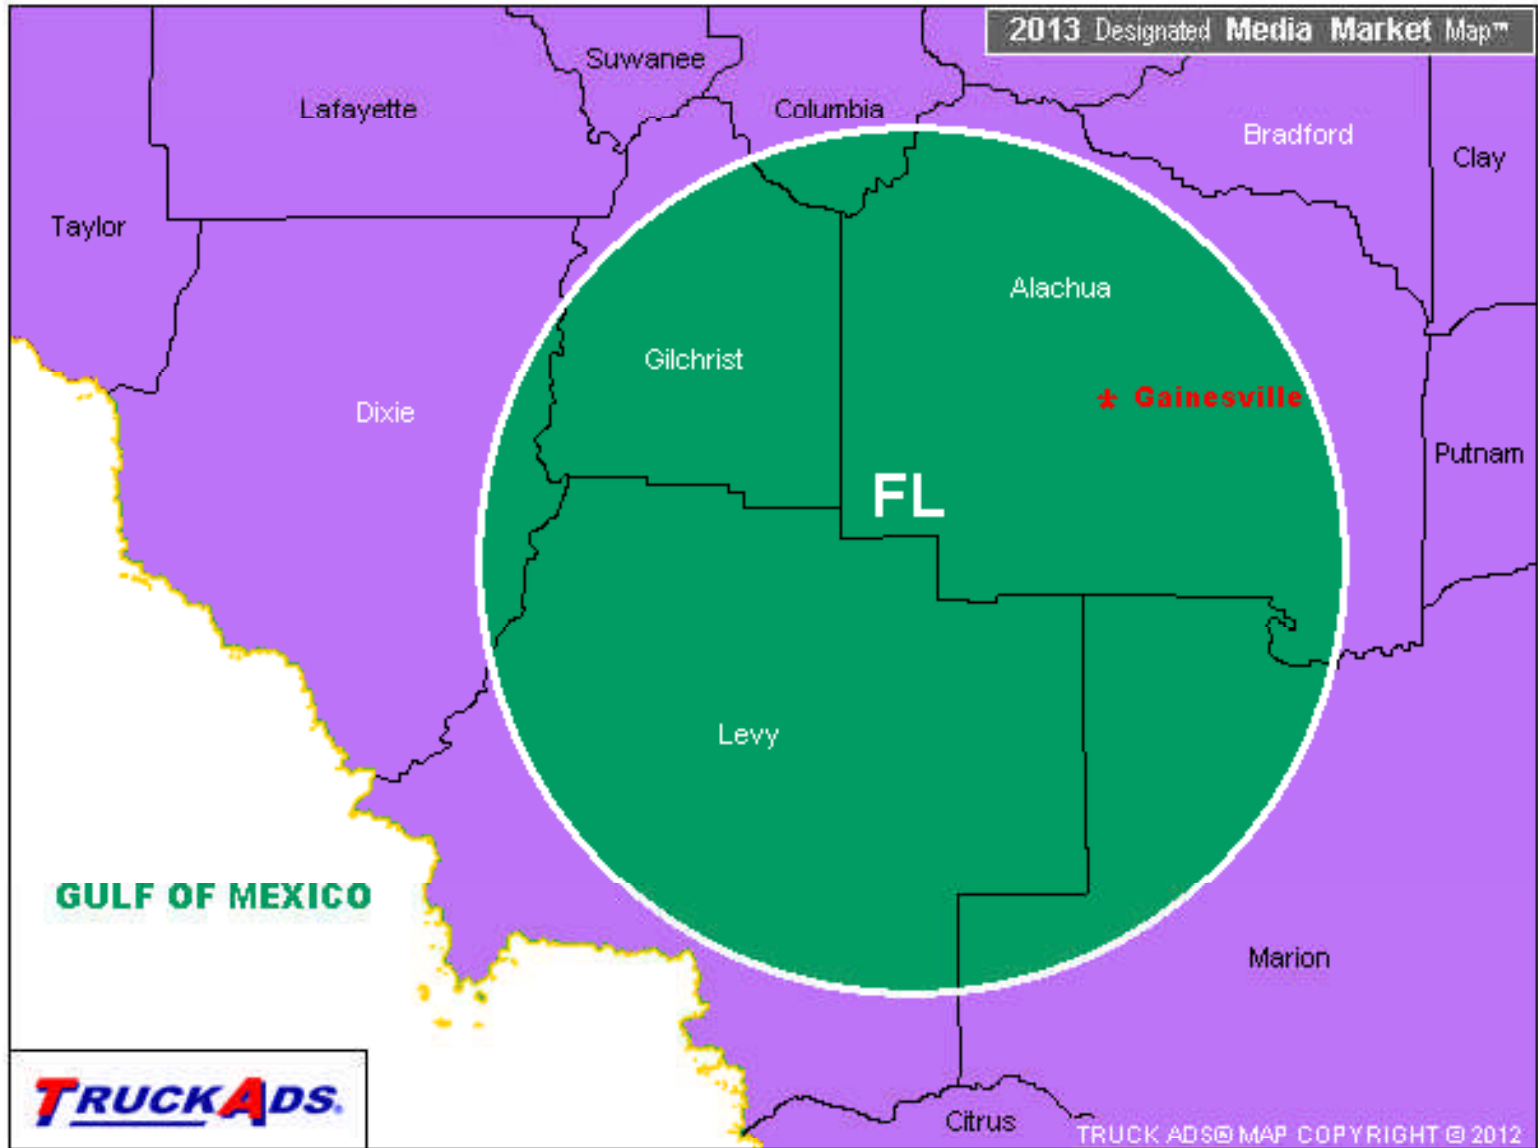 2013 Designated Media Market Map™
Suwanee
Lafayette
Columbia
Bradford
Clay
Taylor
Alachua
Gilchrist
* Gainesville
Dixie
Putnam
FL
Levy
GULF OF MEXICO
Marion
TRUCKADS®
Citrus
TRUCK ADS® MAP COPYRIGHT © 2012